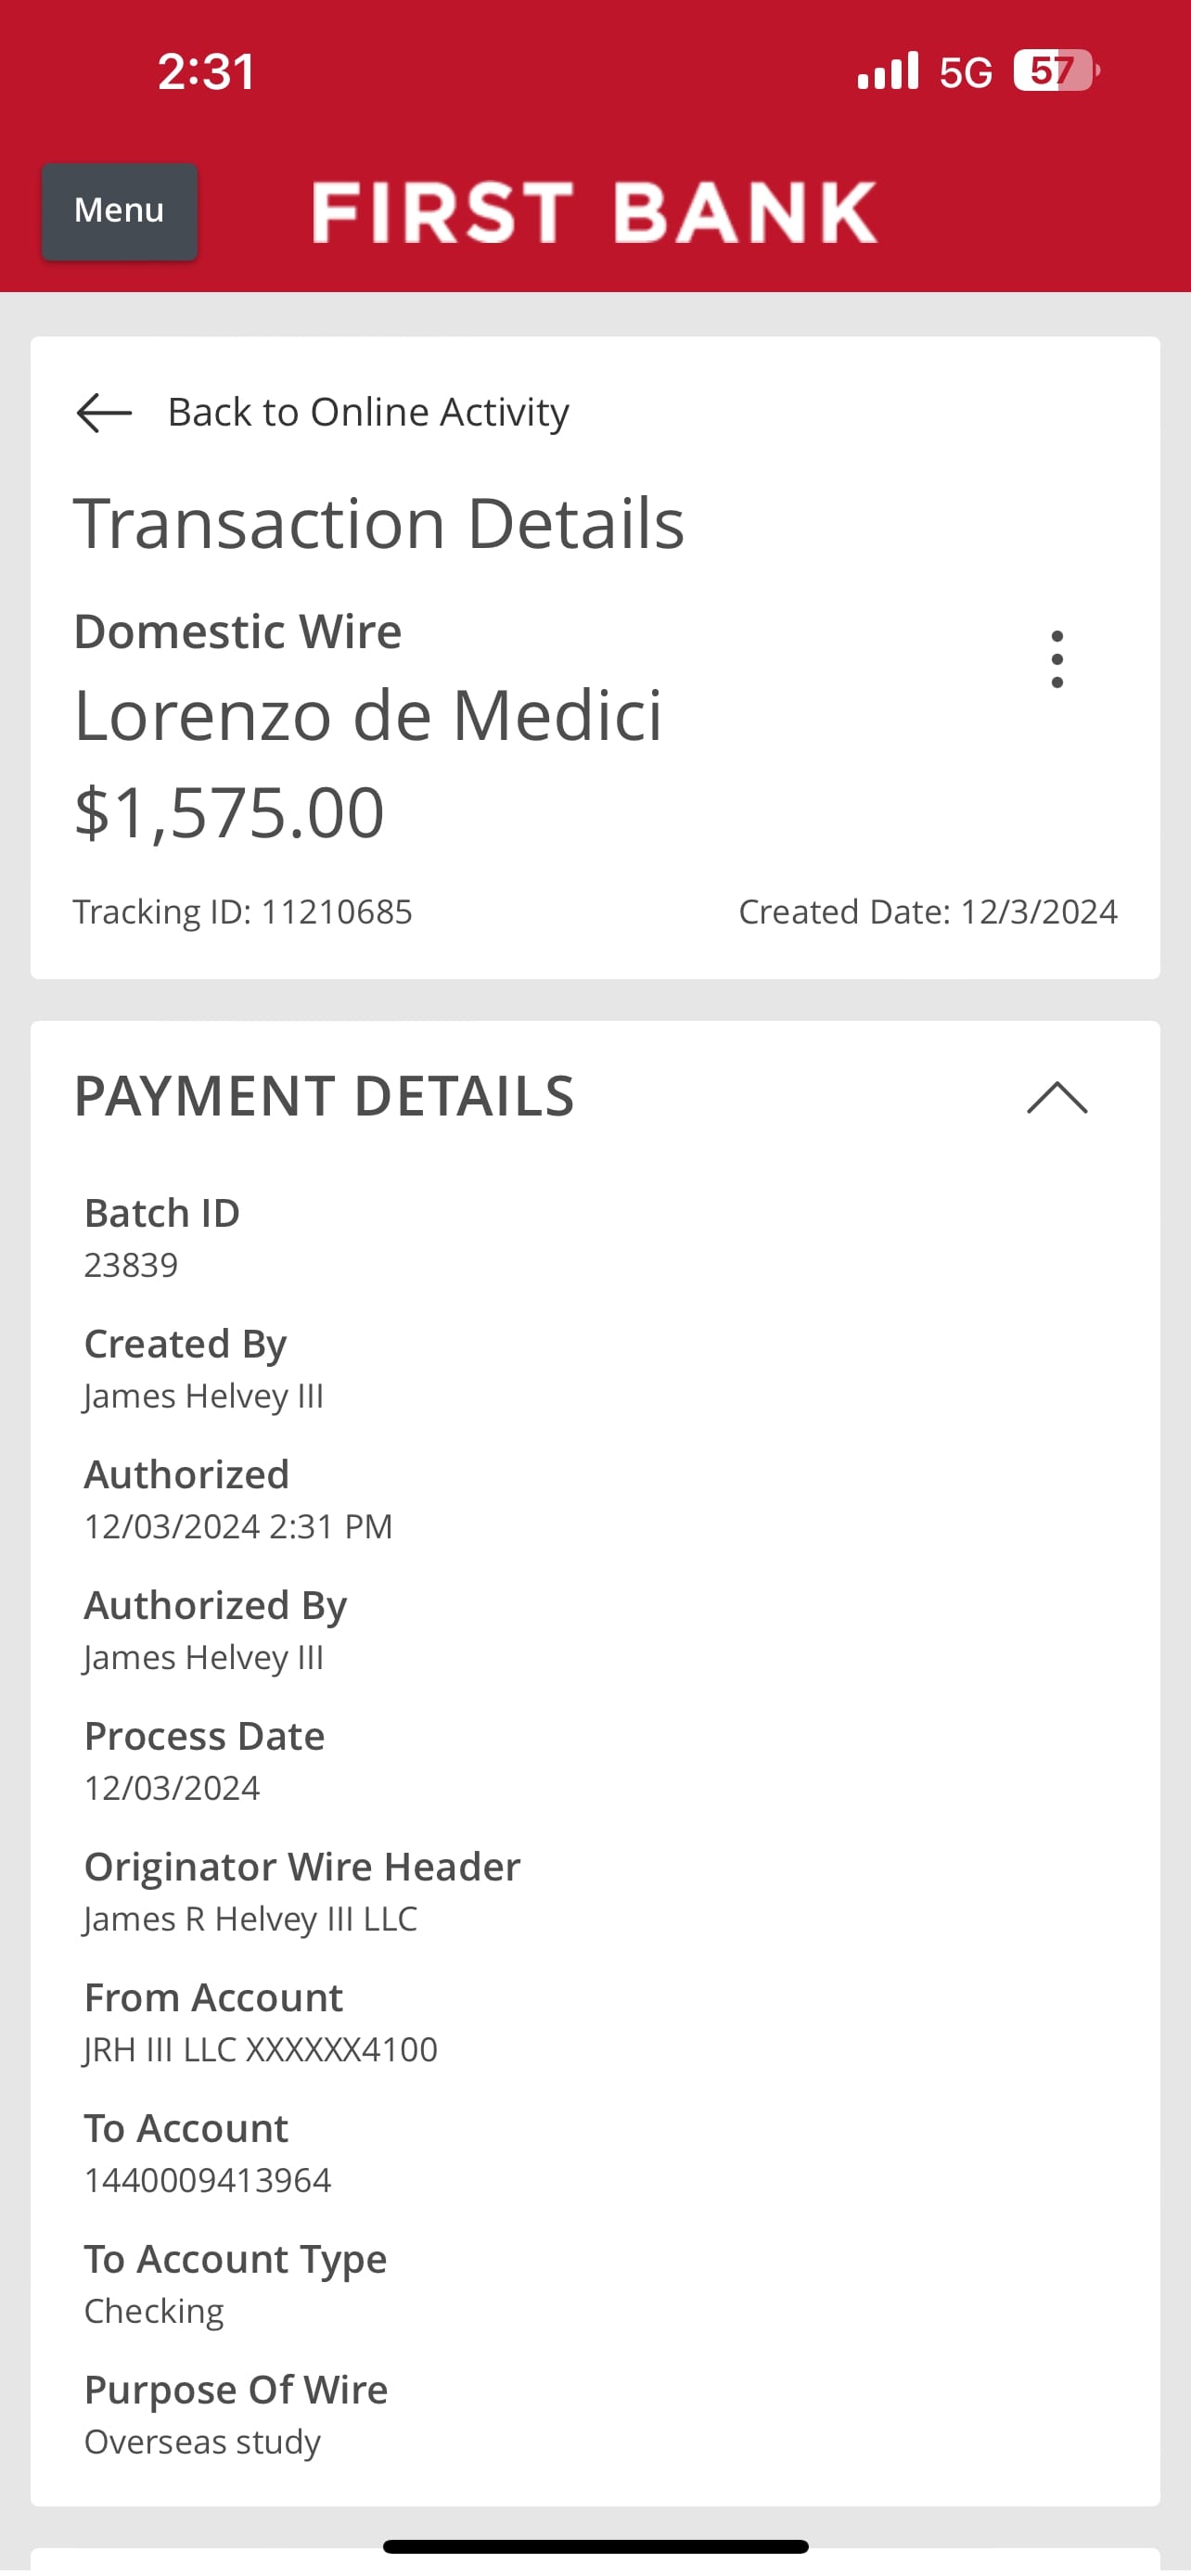 2:31
5G 57
Menu
FIRST BANK
Back to Online Activity
Transaction Details
Domestic Wire
Lorenzo de Medici
$1,575.00
Tracking ID: 11210685 Created Date: 12/3/2024
PAYMENT DETAILS
Batch ID
23839
Created By
James Helvey III
Authorized
12/03/2024 2:31 PM
Authorized By
James Helvey III
Process Date
12/03/2024
Originator Wire Header
James R Helvey III LLC
From Account
JRH III LLC XXXXXX4100
To Account
1440009413964
To Account Type
Checking
Purpose Of Wire
Overseas study